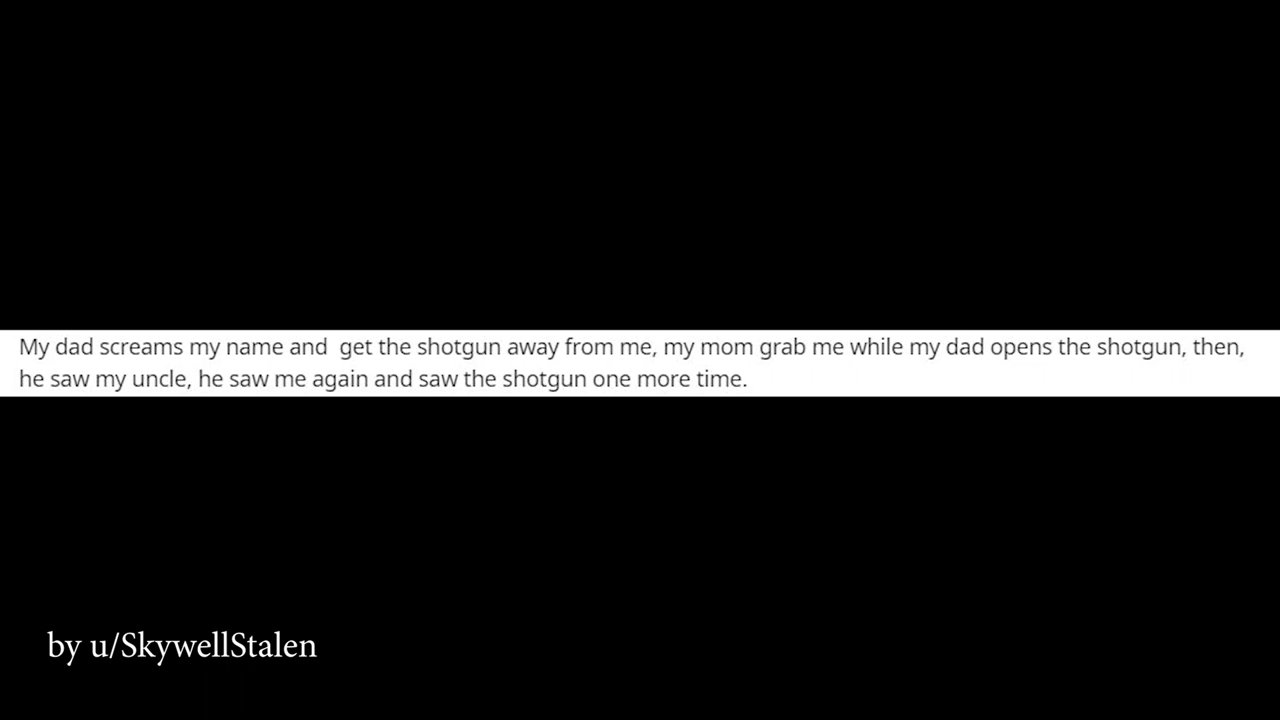 My dad screams my name and  get the shotgun away from me, my mom grab me while my dad opens the shotgun, then,
he saw my uncle, he saw me again and saw the shotgun one more time.
by u/SkywellStalen